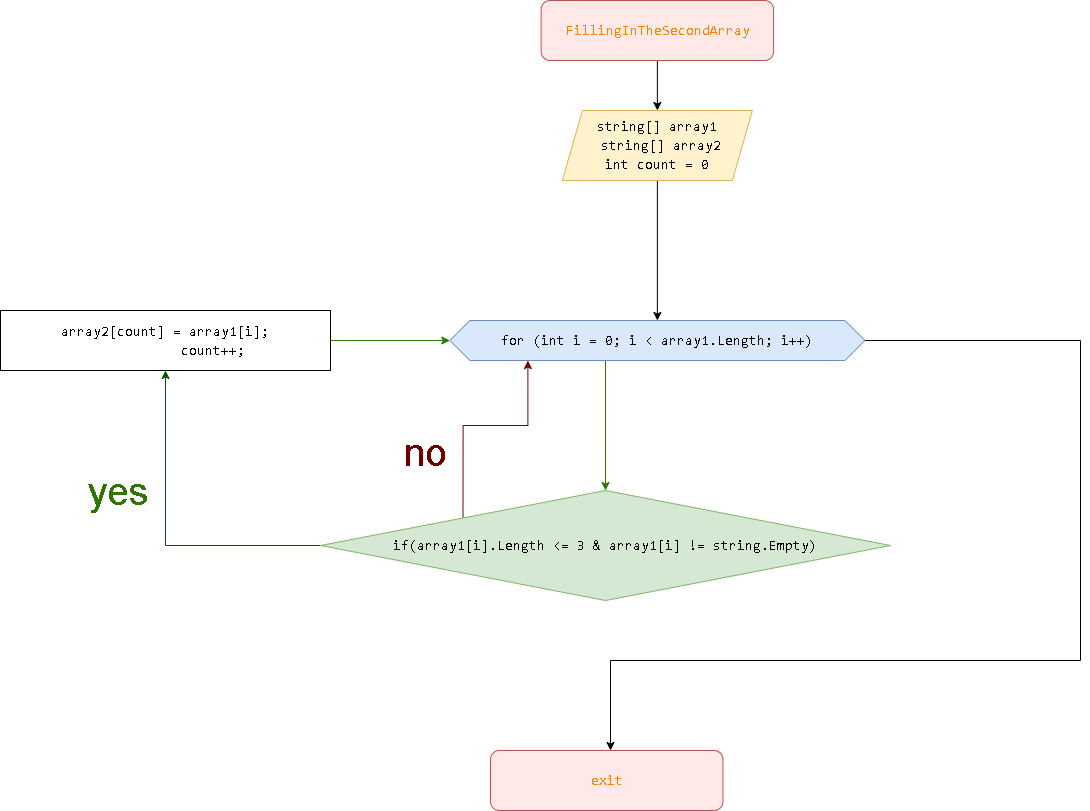 FillingInTheSecondArray
string[] array1
string[] array2
int count = 0
array2[count] = array1[i];
count++;
for (int i = 0; i < array1.Length; i++)
no
yes
if(array1[i].Length <= 3 & array1[i] != string.Empty)
exit